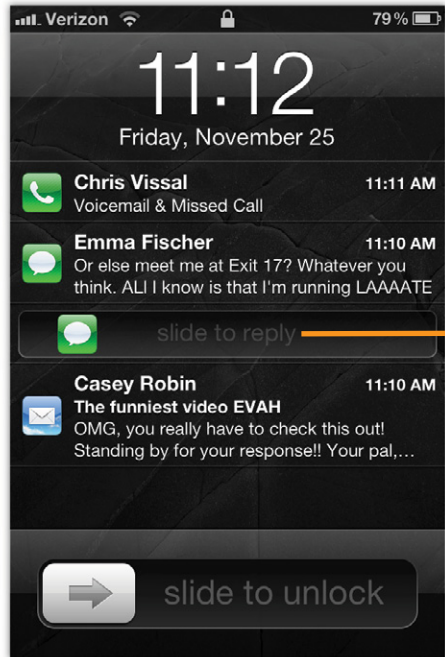 Verizon 79%
11:12
Friday, November 25
Chris Vissal 11:11 AM
Voicemail & Missed Call
Emma Fischer 11:10 AM
Or else meet me at Exit 17? Whatever you
think. ALl I know is that I'm running LAAAATE
slide to reply
Casey Robin 11:10 AM
The funniest video EVAH
OMG, you really have to check this out!
Standing by for your response!! Your pal,...
slide to unlock